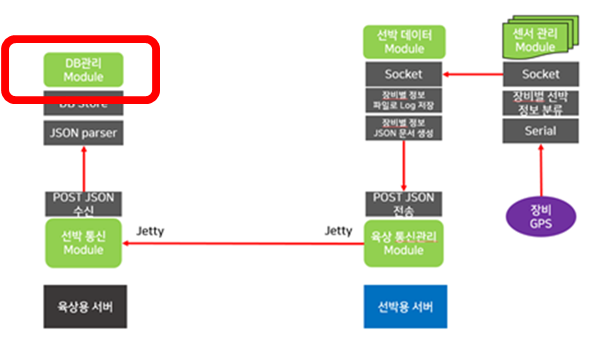 DB관리
Module
DB Store
JSON parser
POST JSON
수신
선박 통신
Module
Jetty
육상용 서버
선박 데이터
Module
Socket
장비별 정보
파일로 Log 저장
장비별 정보
JSON 문서 생성
POST JSON
전송
Jetty
육상 통신관리
Module
선박용 서버
센서 관리
Module
Socket
장비별 선박
정보 분류
Serial
장비
GPS